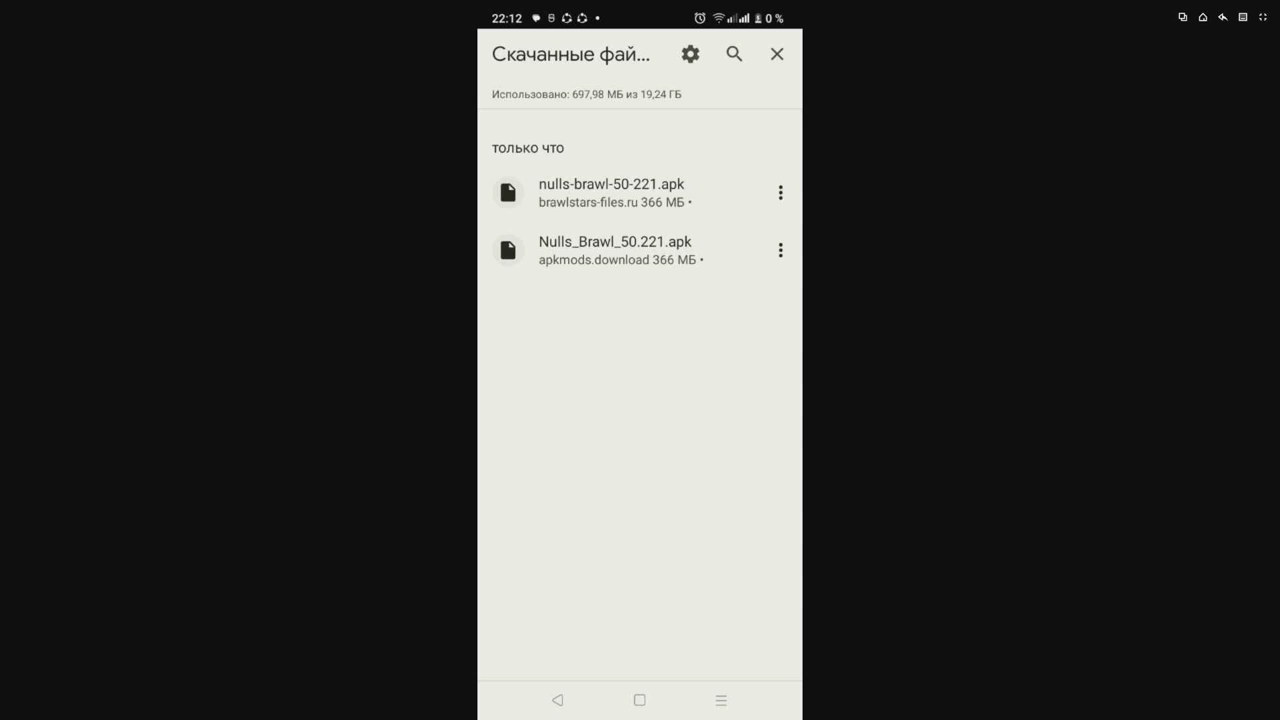 22:12
0 %
Скачанные фай...
Использовано: 697,98 МБ из 19,24 ГБ
только что
nulls-brawl-50-221.apk
brawlstars-files.ru 366 МБ •
Nulls_Brawl_50.221.apk
apkmods.download 366 МБ •